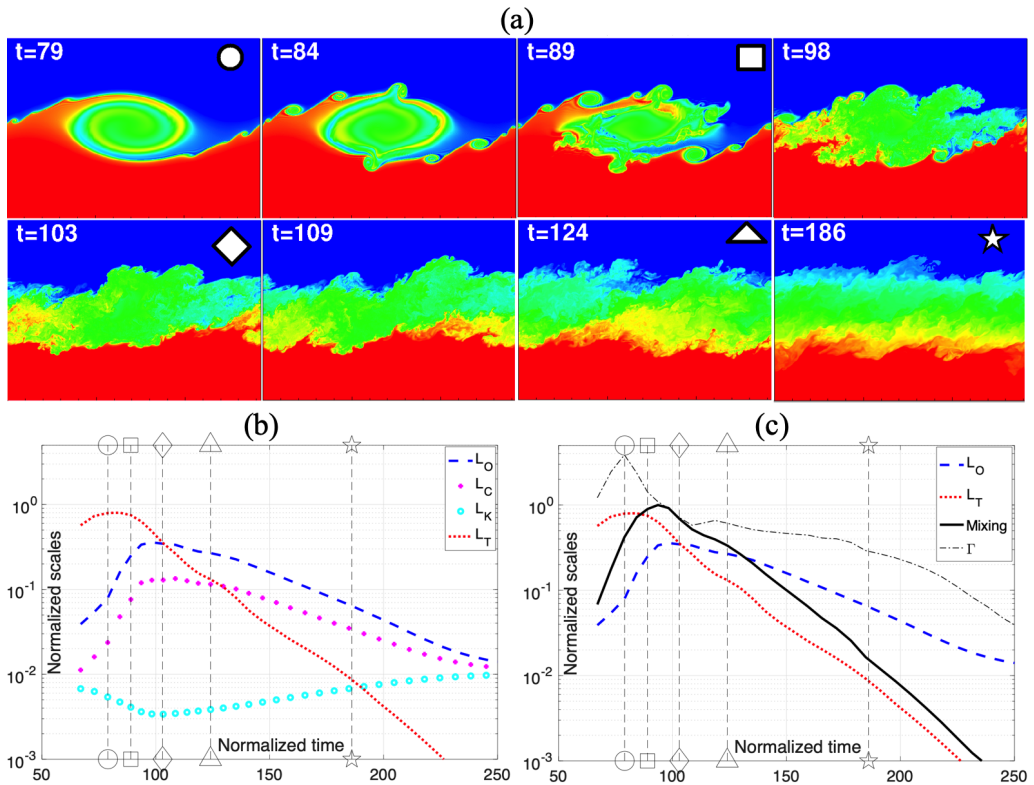 (a)
t=79 t=84 t=89 t=98
t=103 t=109 t=124 t=186
(b) (c)
Normalized scales
10^0
10^-1
10^-2
10^-3
L_O
L_C
L_K
L_T
Normalized time
50 100 150 200 250
Normalized scales
10^0
10^-1
10^-2
10^-3
L_O
L_T
Mixing
Γ
Normalized time
50 100 150 200 250